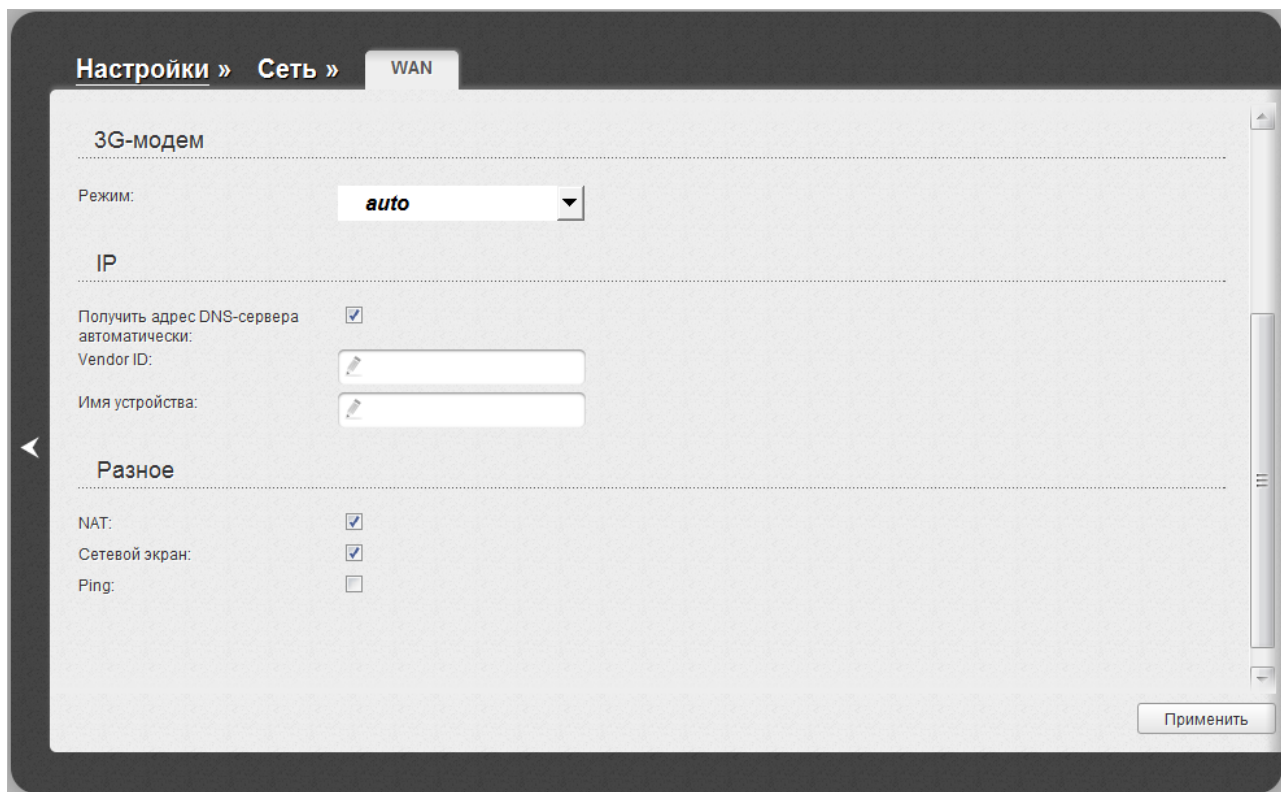 Настройки » Сеть » WAN
3G-модем
Режим: auto
IP
Получить адрес DNS-сервера
автоматически:
Vendor ID:
Имя устройства:
Разное
NAT:
Сетевой экран:
Ping:
Применить